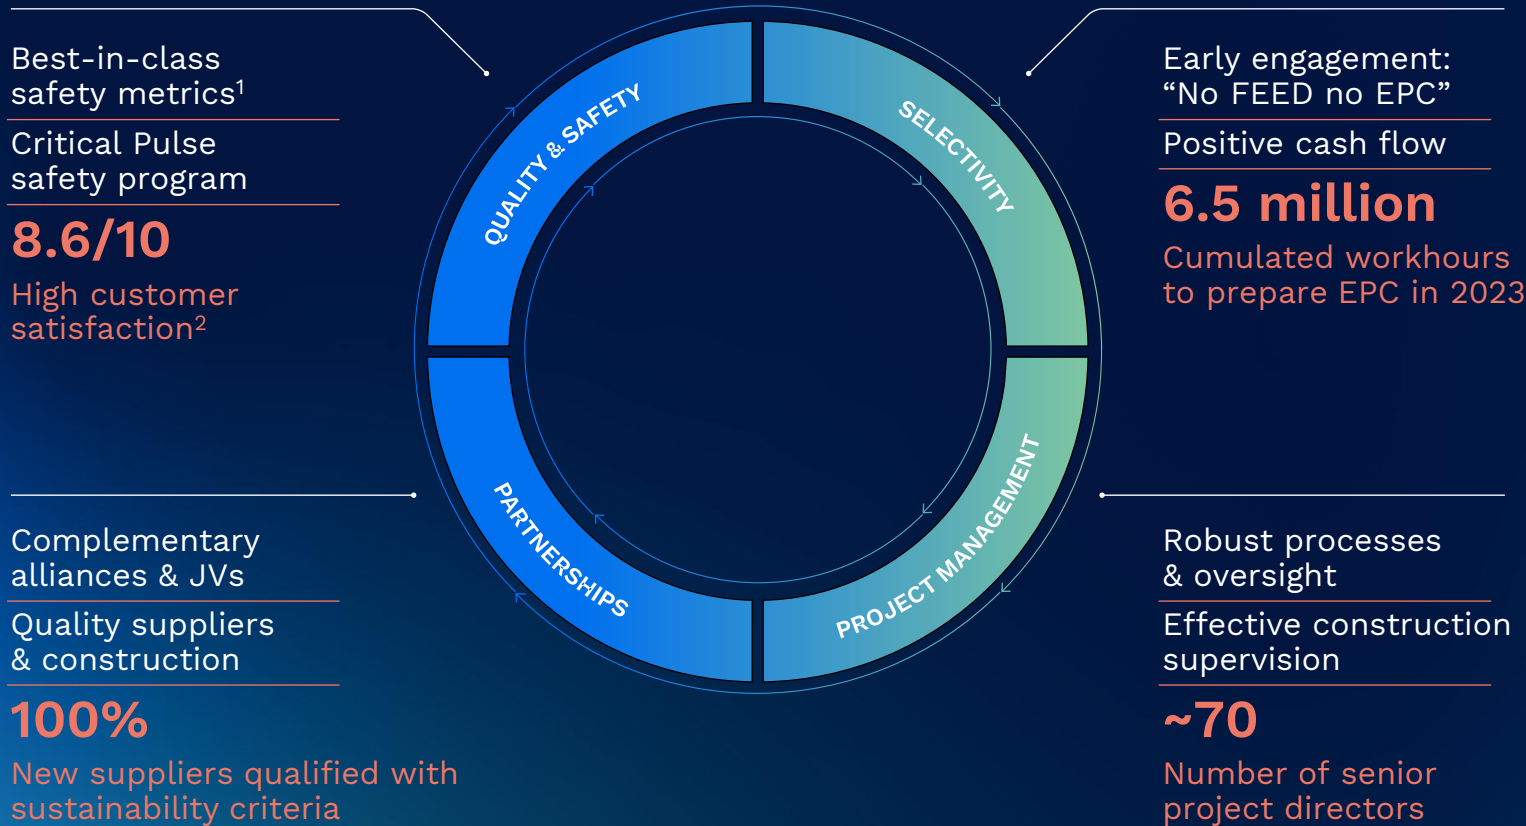 Best-in-class
safety metrics¹
Critical Pulse
safety program
8.6/10
High customer
satisfaction²
QUALITY & SAFETY
SELECTIVITY
Early engagement:
“No FEED no EPC”
Positive cash flow
6.5 million
Cumulated workhours
to prepare EPC in 2023
Complementary
alliances & JVs
Quality suppliers
& construction
100%
New suppliers qualified with
sustainability criteria
PARTNERSHIPS
PROJECT MANAGEMENT
Robust processes
& oversight
Effective construction
supervision
~70
Number of senior
project directors